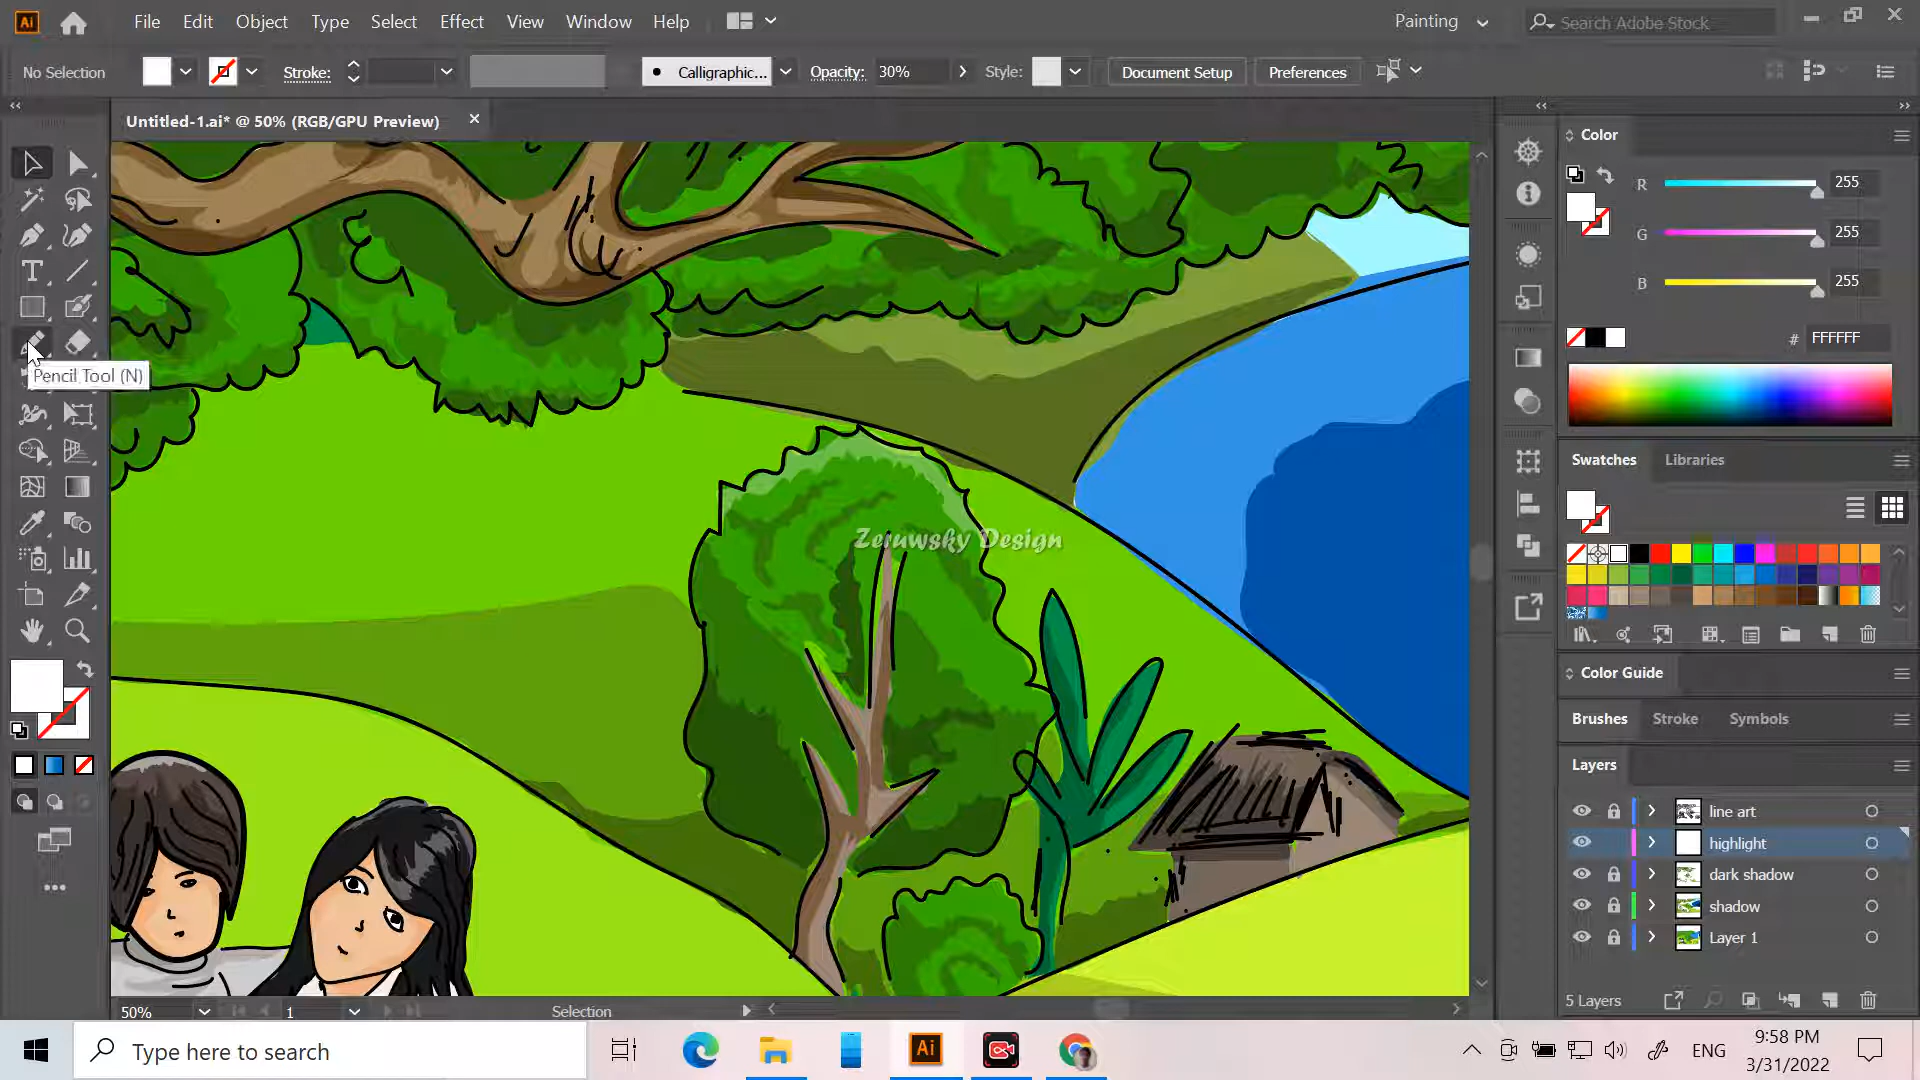 Ai File Edit Object Type Select Effect View Window Help Painting Search Adobe Stock
No Selection Stroke: Calligraphic... Opacity: 30% Style: Document Setup Preferences
Untitled-1.ai* @ 50% (RGB/GPU Preview)
Pencil Tool (N)
Zeruwsky Design
Color
R 255
G 255
B 255
# FFFFFF
Swatches Libraries
Color Guide
Brushes Stroke Symbols
Layers
line art
highlight
dark shadow
shadow
Layer 1
5 Layers
50% 1 Selection
Type here to search
Ai
ENG
9:58 PM
3/31/2022